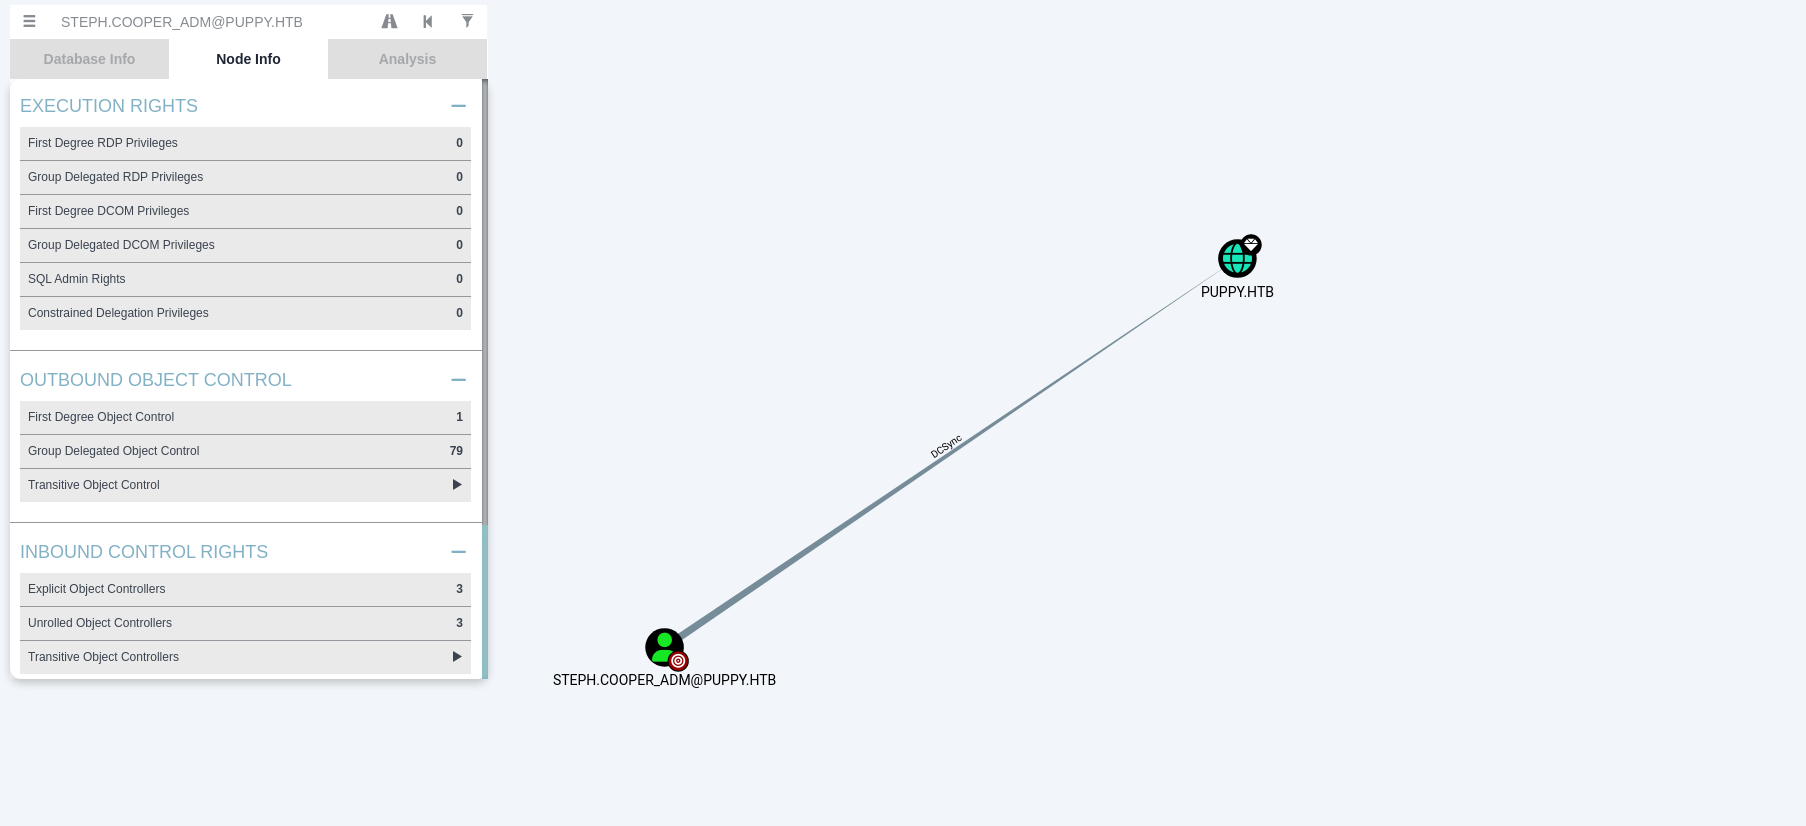 STEPH.COOPER_ADM@PUPPY.HTB
Database Info
Node Info
Analysis
EXECUTION RIGHTS
First Degree RDP Privileges 0
Group Delegated RDP Privileges 0
First Degree DCOM Privileges 0
Group Delegated DCOM Privileges 0
SQL Admin Rights 0
Constrained Delegation Privileges 0
OUTBOUND OBJECT CONTROL
First Degree Object Control 1
Group Delegated Object Control 79
Transitive Object Control
INBOUND CONTROL RIGHTS
Explicit Object Controllers 3
Unrolled Object Controllers 3
Transitive Object Controllers
PUPPY.HTB
DCSync
STEPH.COOPER_ADM@PUPPY.HTB